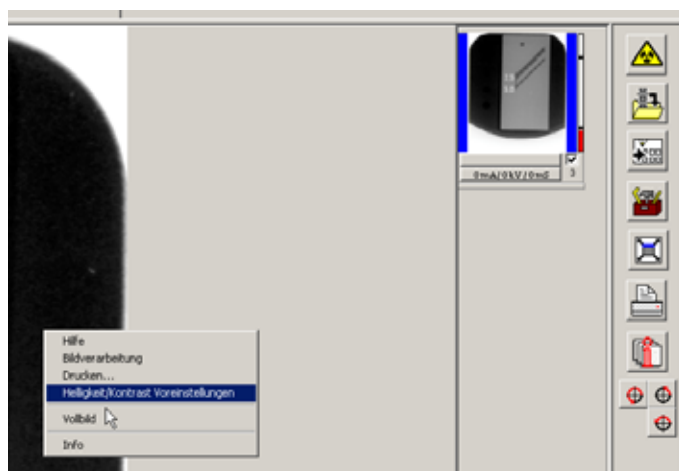 0mA/0kV/0mS
3
Hilfe
Bildverarbeitung
Drucken...
Helligkeit/Kontrast Voreinstellungen
Vollbild
Info